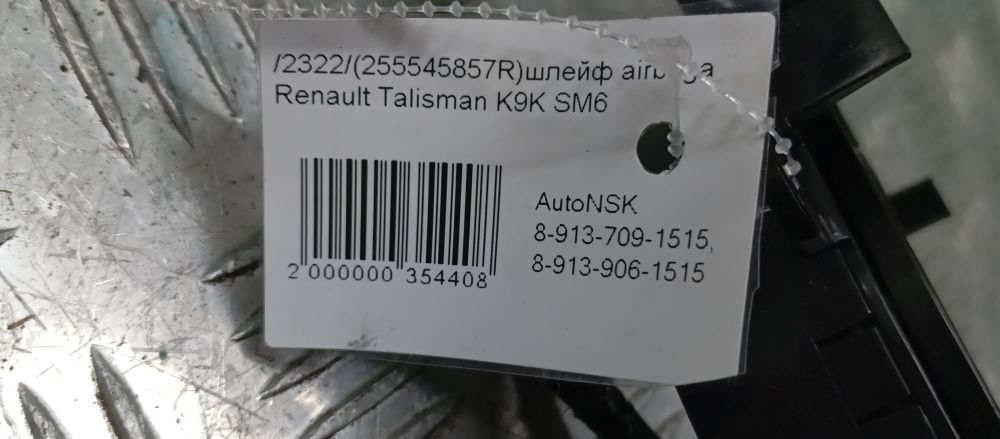 /2322/(255545857R)шлейф
Renault Talisman K9K SM6
AutoNSK
8-913-709-1515,
8-913-906-1515
2 000000 354408